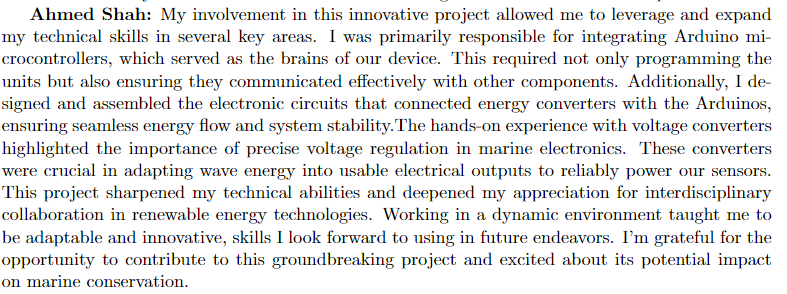 Ahmed Shah: My involvement in this innovative project allowed me to leverage and expand
my technical skills in several key areas. I was primarily responsible for integrating Arduino mi-
crocontrollers, which served as the brains of our device. This required not only programming the
units but also ensuring they communicated effectively with other components. Additionally, I de-
signed and assembled the electronic circuits that connected energy converters with the Arduinos,
ensuring seamless energy flow and system stability.The hands-on experience with voltage converters
highlighted the importance of precise voltage regulation in marine electronics. These converters
were crucial in adapting wave energy into usable electrical outputs to reliably power our sensors.
This project sharpened my technical abilities and deepened my appreciation for interdisciplinary
collaboration in renewable energy technologies. Working in a dynamic environment taught me to
be adaptable and innovative, skills I look forward to using in future endeavors. I'm grateful for the
opportunity to contribute to this groundbreaking project and excited about its potential impact
on marine conservation.